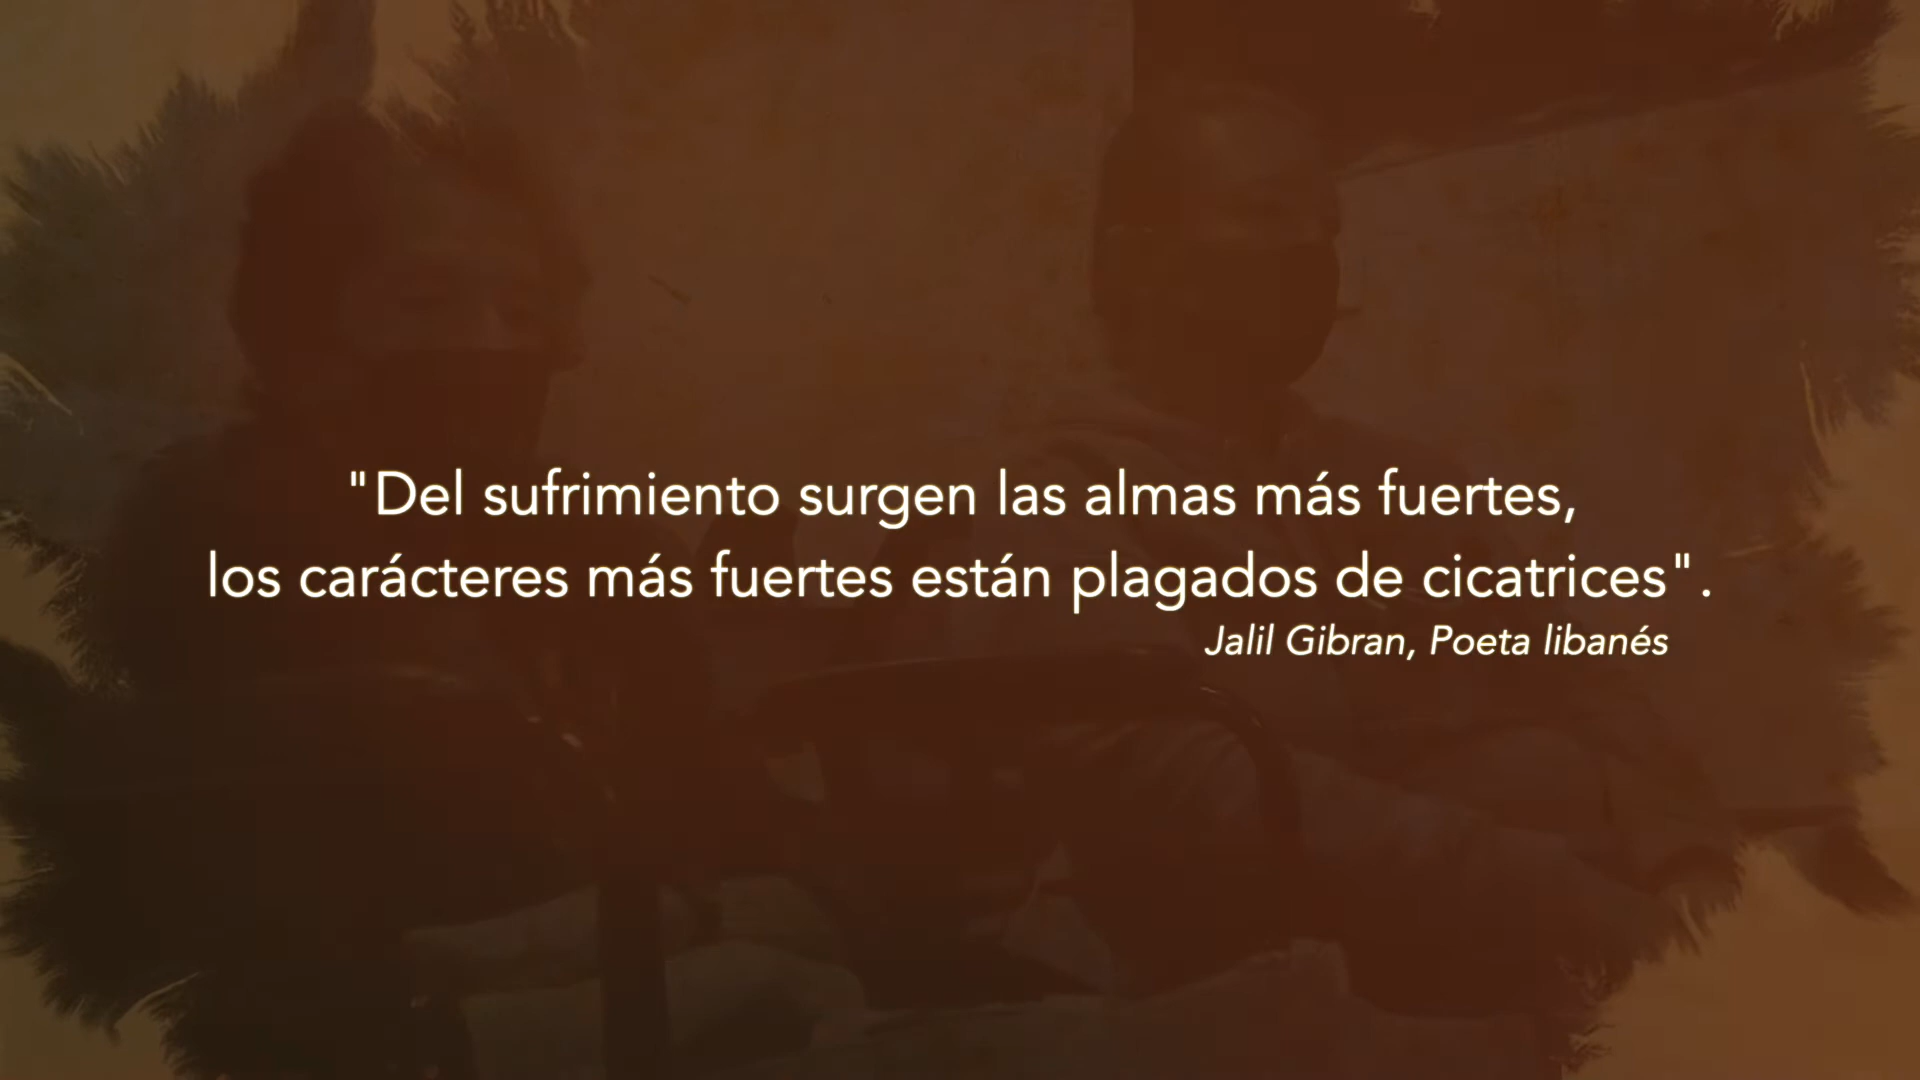 "Del sufrimiento surgen las almas más fuertes,
los carácteres más fuertes están plagados de cicatrices".
Jalil Gibran, Poeta libanés